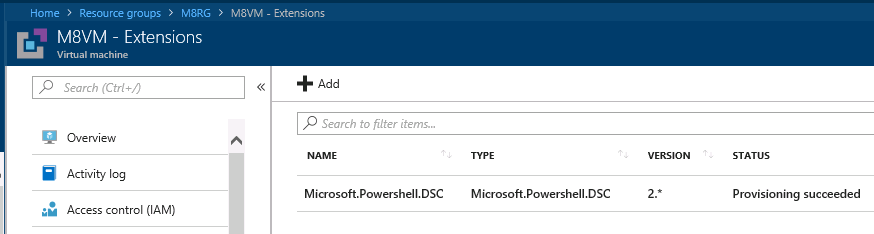 Home > Resource groups > M8RG > M8VM - Extensions
M8VM - Extensions
Virtual machine
Search (Ctrl+/)
«
Add
Overview
Activity log
Access control (IAM)
Search to filter items...
NAME TYPE VERSION STATUS
Microsoft.Powershell.DSC Microsoft.Powershell.DSC 2.* Provisioning succeeded